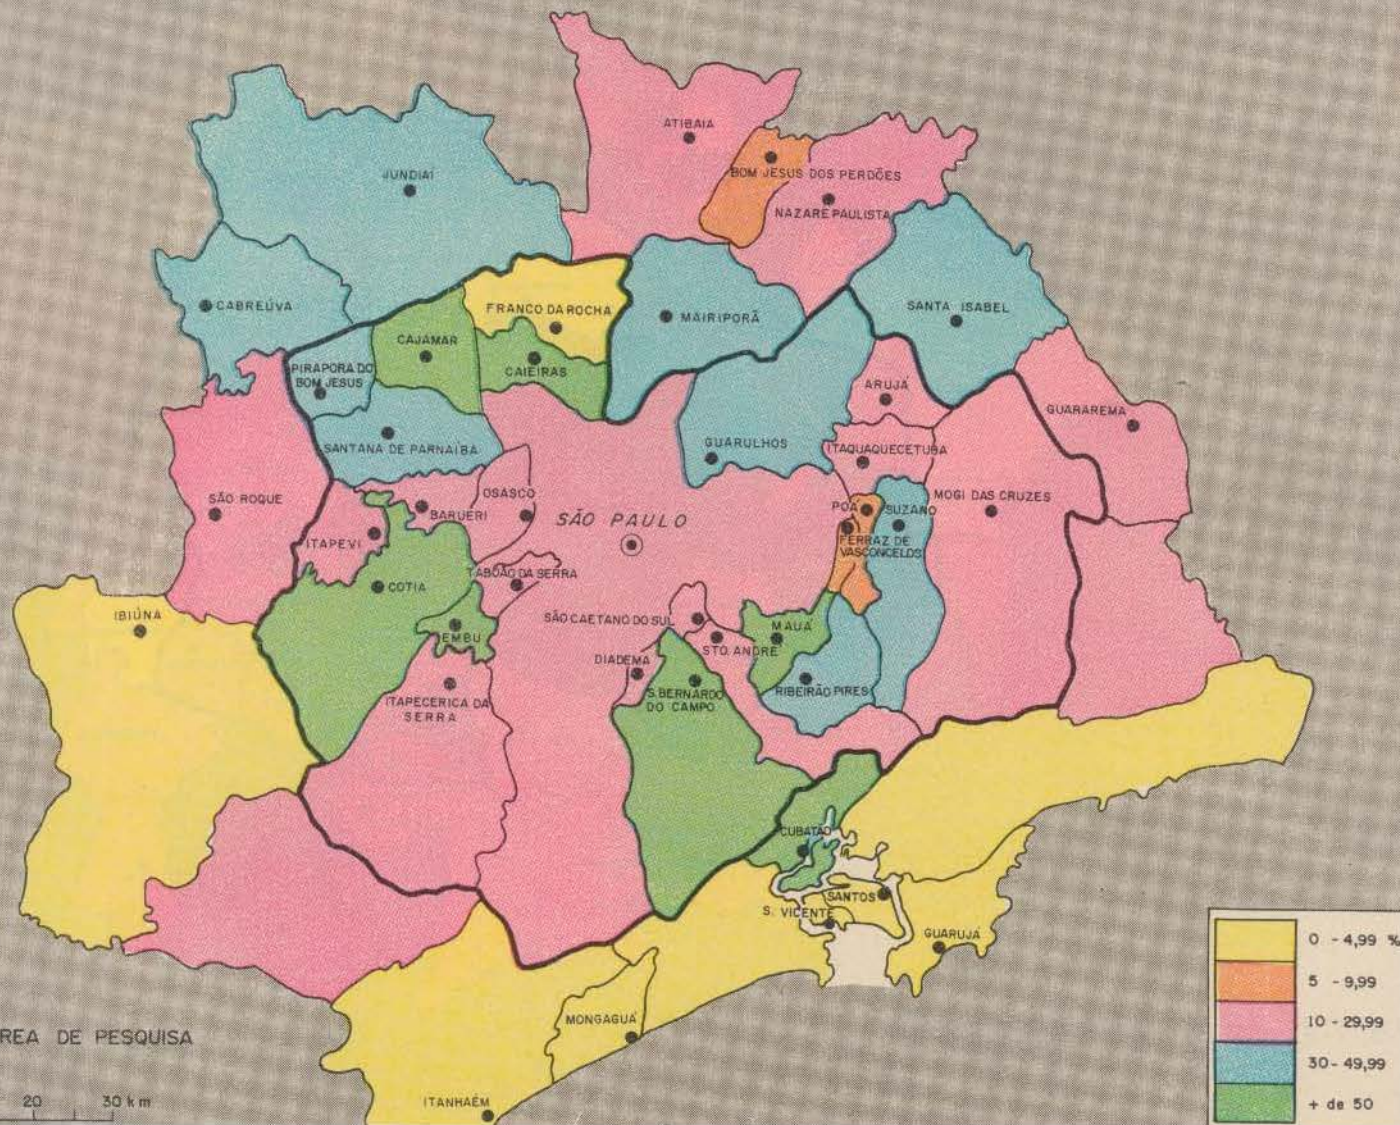 ATIBAIA
BOM JESUS DOS PERDÕES
JUNDIAÍ
NAZARÉ PAULISTA
CABREÚVA
FRANCO DA ROCHA
MAIRIPORÃ
SANTA ISABEL
CAJAMAR
PIRAPORA DO
BOM JESUS
CAIEIRAS
ARUJÁ
GUARAREMA
SANTANA DE PARNAÍBA
GUARULHOS
ITAQUAQUECETUBA
SÃO ROQUE
OSASCO
BARUERI
SÃO PAULO
POÁ
SUZANO
MOGI DAS CRUZES
ITAPEVI
FERRAZ DE
VASCONCELOS
TABOÃO DA SERRA
COTIA
IBIÚNA
EMBU
SÃO CAETANO DO SUL
MAUÁ
STO. ANDRÉ
DIADEMA
S. BERNARDO
DO CAMPO
RIBEIRÃO PIRES
ITAPECERICA DA
SERRA
CUBATÃO
SANTOS
S. VICENTE
GUARUJÁ
MONGAGUÁ
ITANHAÉM
REA DE PESQUISA
20 30 km
0 - 4,99 %
5 - 9,99
10 - 29,99
30 - 49,99
+ de 50